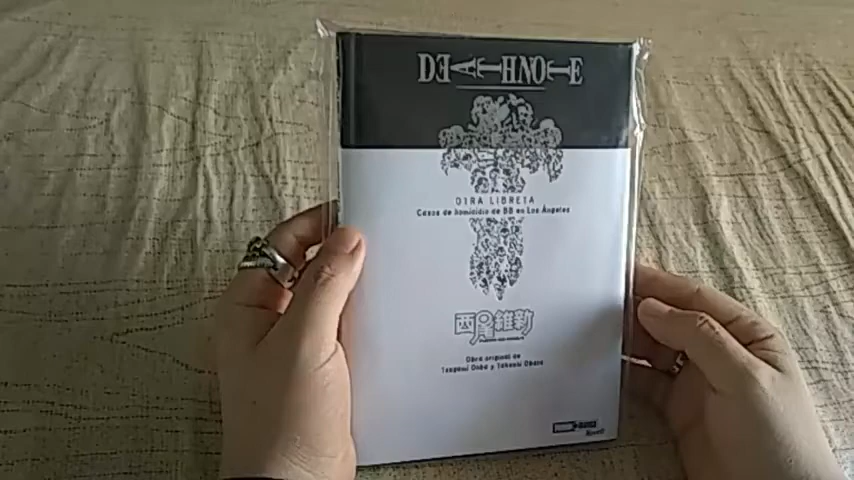 DEATH NOTE
OTRA LIBRETA
Casos de homicidio de BB en Los Ángeles
西尾維新
Obra original de
Tsugumi Ohba y Takeshi Obata